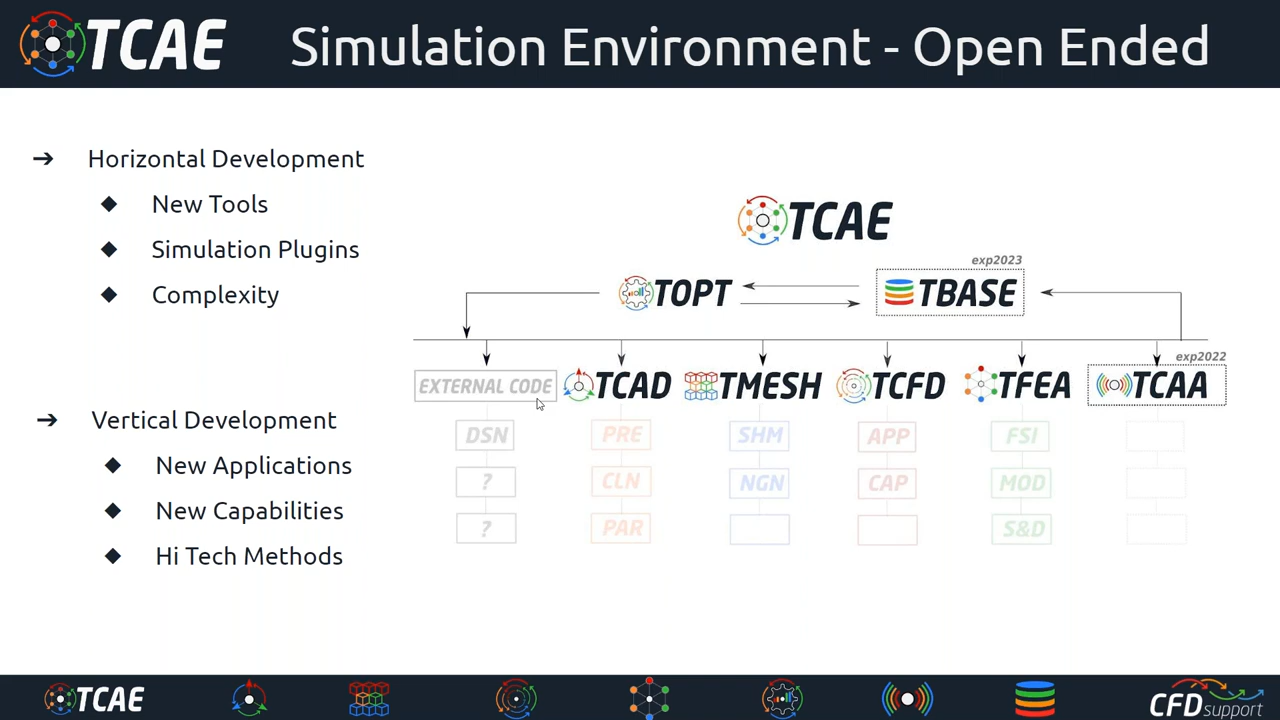 TCAE
Simulation Environment - Open Ended
➔ Horizontal Development
◆ New Tools
◆ Simulation Plugins
◆ Complexity
➔ Vertical Development
◆ New Applications
◆ New Capabilities
◆ Hi Tech Methods
TCAE
exp2023
TOPT
TBASE
exp2022
EXTERNAL CODE
TCAD
TMESH
TCFD
TFEA
TCAA
DSN
PRE
SHM
APP
FSI
?
CLN
NGN
CAP
MOD
?
PAR
S&D
TCAE
CFD support